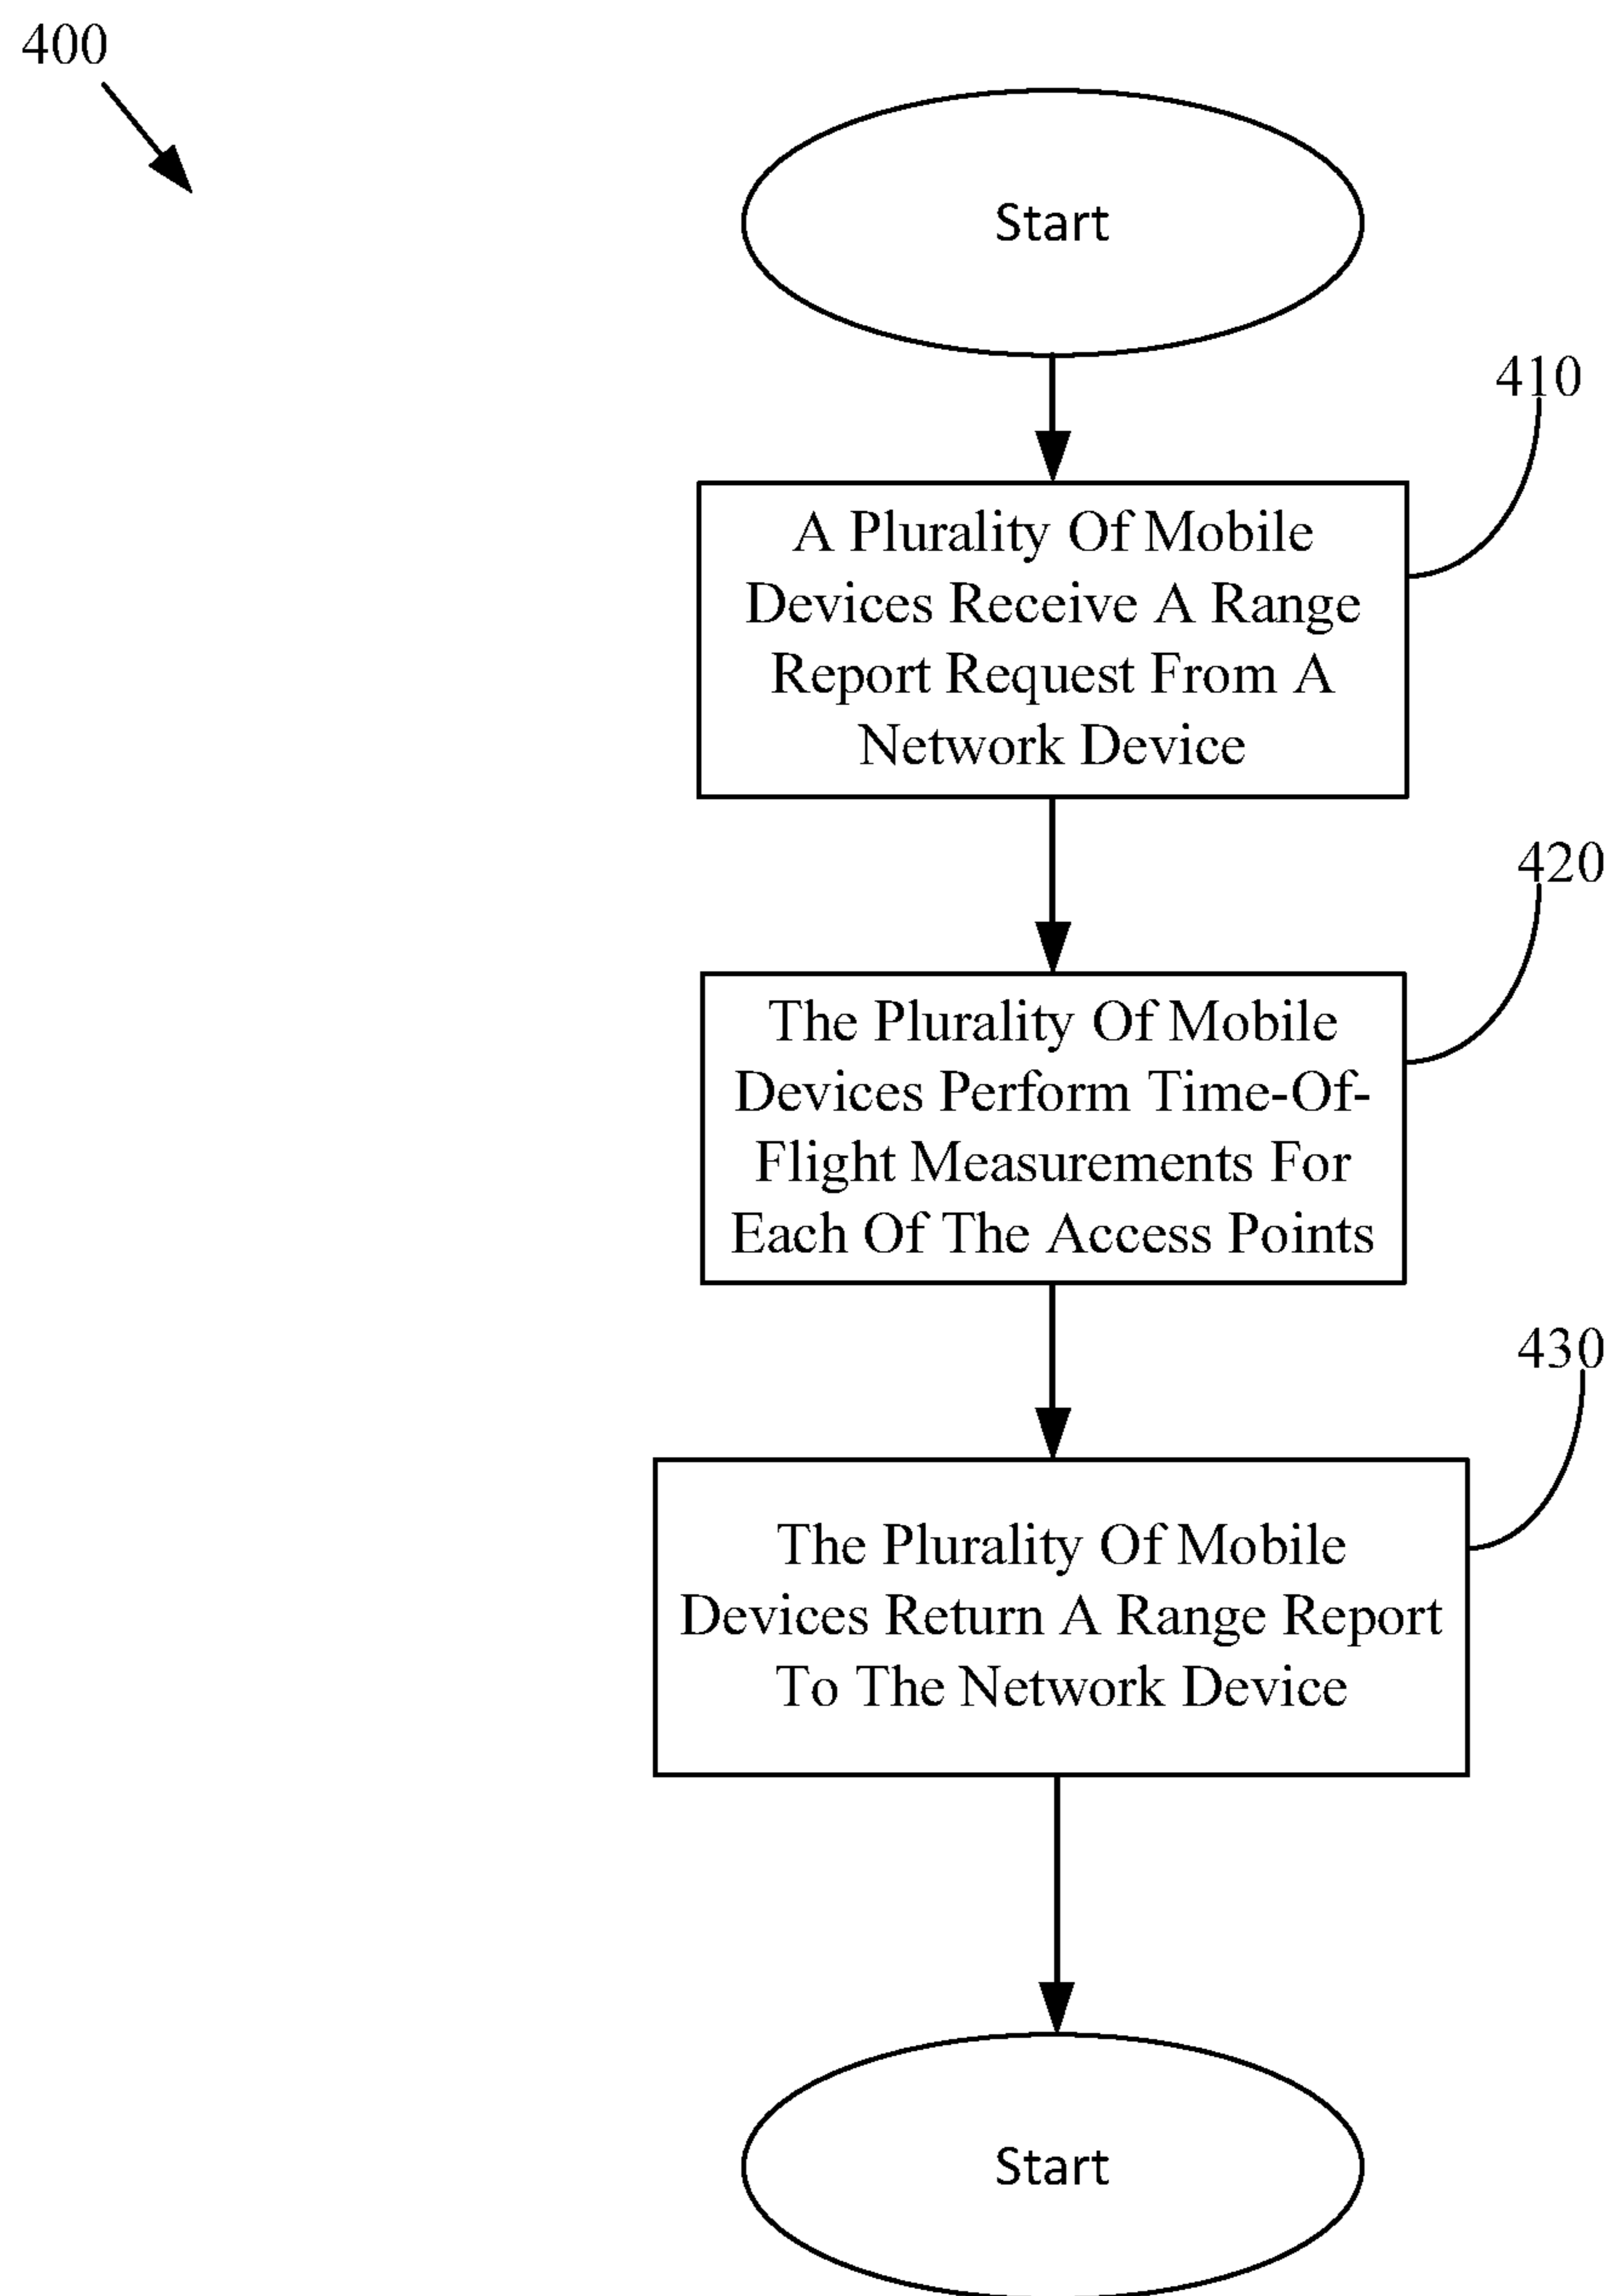 400
Start
410
A Plurality Of Mobile
Devices Receive A Range
Report Request From A
Network Device
420
The Plurality Of Mobile
Devices Perform Time-Of-
Flight Measurements For
Each Of The Access Points
430
The Plurality Of Mobile
Devices Return A Range Report
To The Network Device
Start